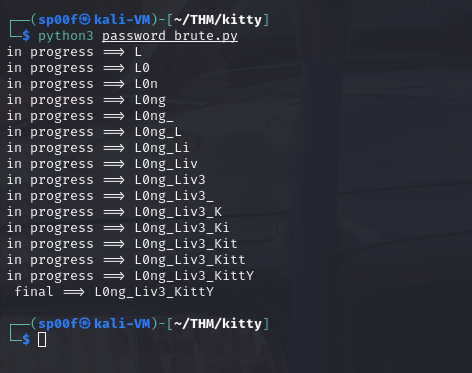 ┌──(sp00f㉿kali-VM)-[~/THM/kitty]
└─$ python3 password_brute.py
in progress ==> L
in progress ==> L0
in progress ==> L0n
in progress ==> L0ng
in progress ==> L0ng_
in progress ==> L0ng_L
in progress ==> L0ng_Li
in progress ==> L0ng_Liv
in progress ==> L0ng_Liv3
in progress ==> L0ng_Liv3_
in progress ==> L0ng_Liv3_K
in progress ==> L0ng_Liv3_Ki
in progress ==> L0ng_Liv3_Kit
in progress ==> L0ng_Liv3_Kitt
in progress ==> L0ng_Liv3_KittY
 final ==> L0ng_Liv3_KittY
┌──(sp00f㉿kali-VM)-[~/THM/kitty]
└─$